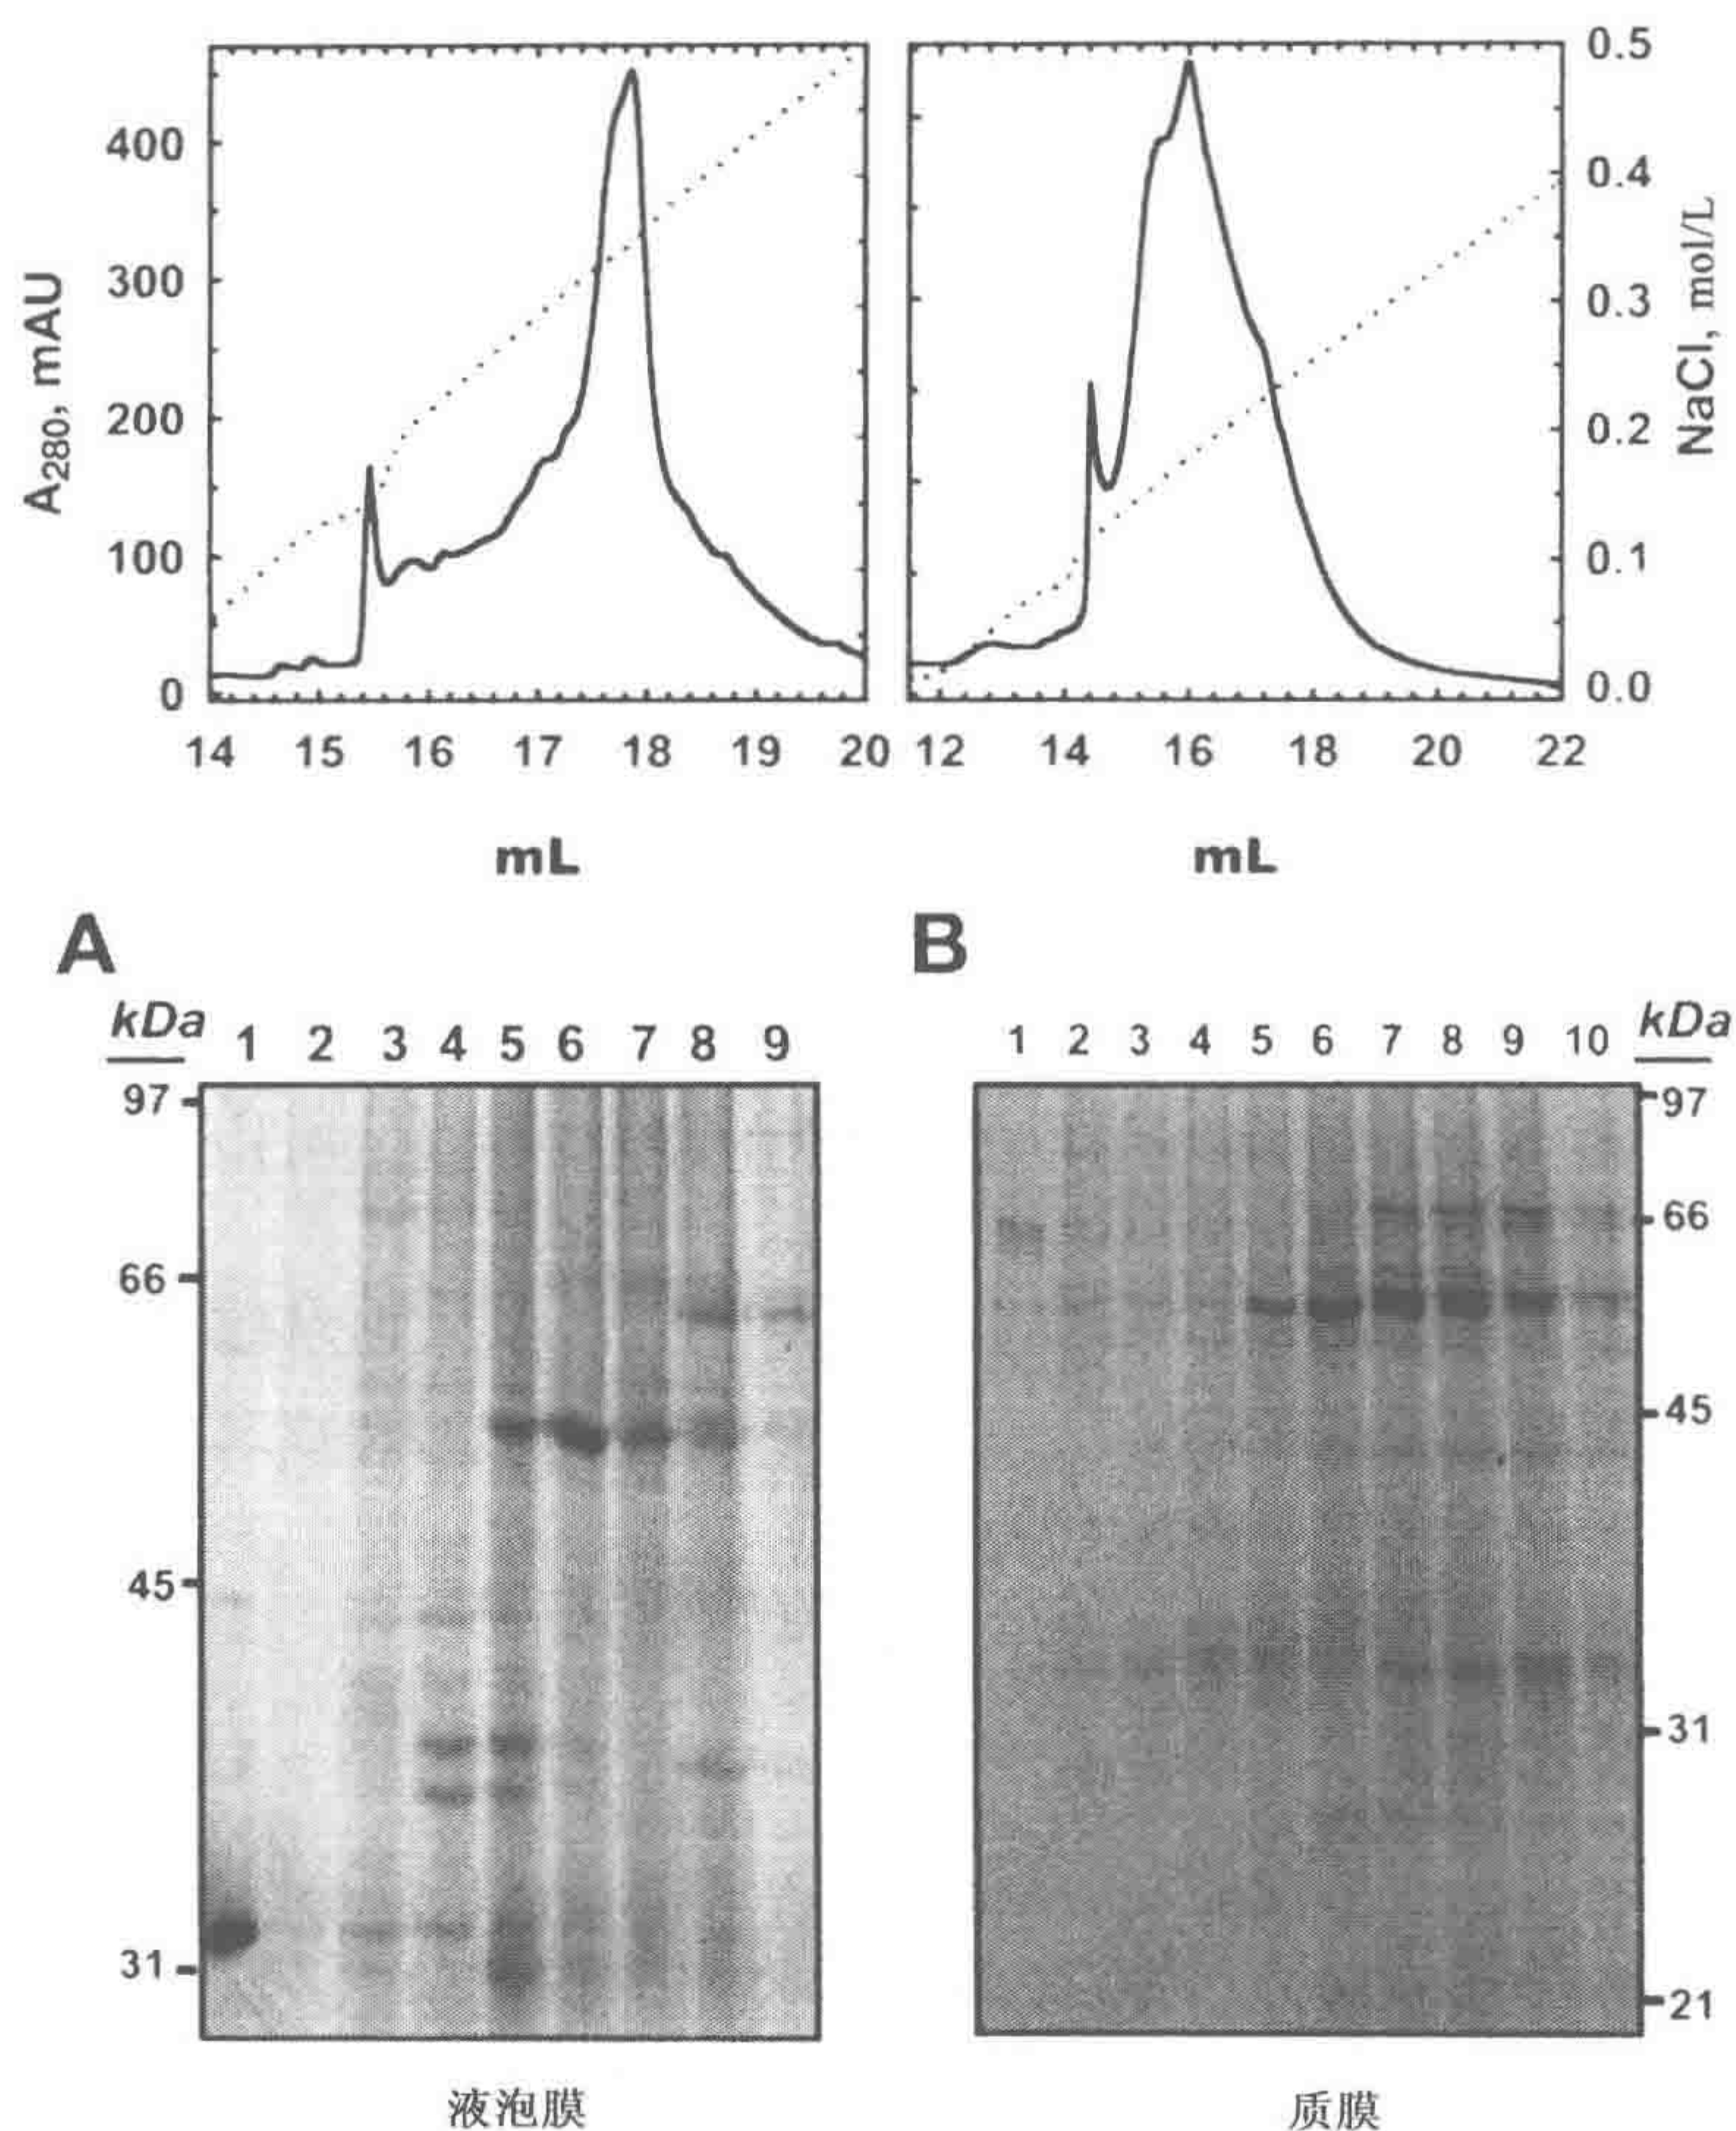 A280, mAU
400
300
200
100
0
14 15 16 17 18 19 20
mL
0.5
0.4
0.3
0.2
0.1
0.0
NaCl, mol/L
12 14 16 18 20 22
mL
A
kDa 1 2 3 4 5 6 7 8 9
97
66
45
31
液泡膜
B
1 2 3 4 5 6 7 8 9 10 kDa
97
66
45
31
21
质膜